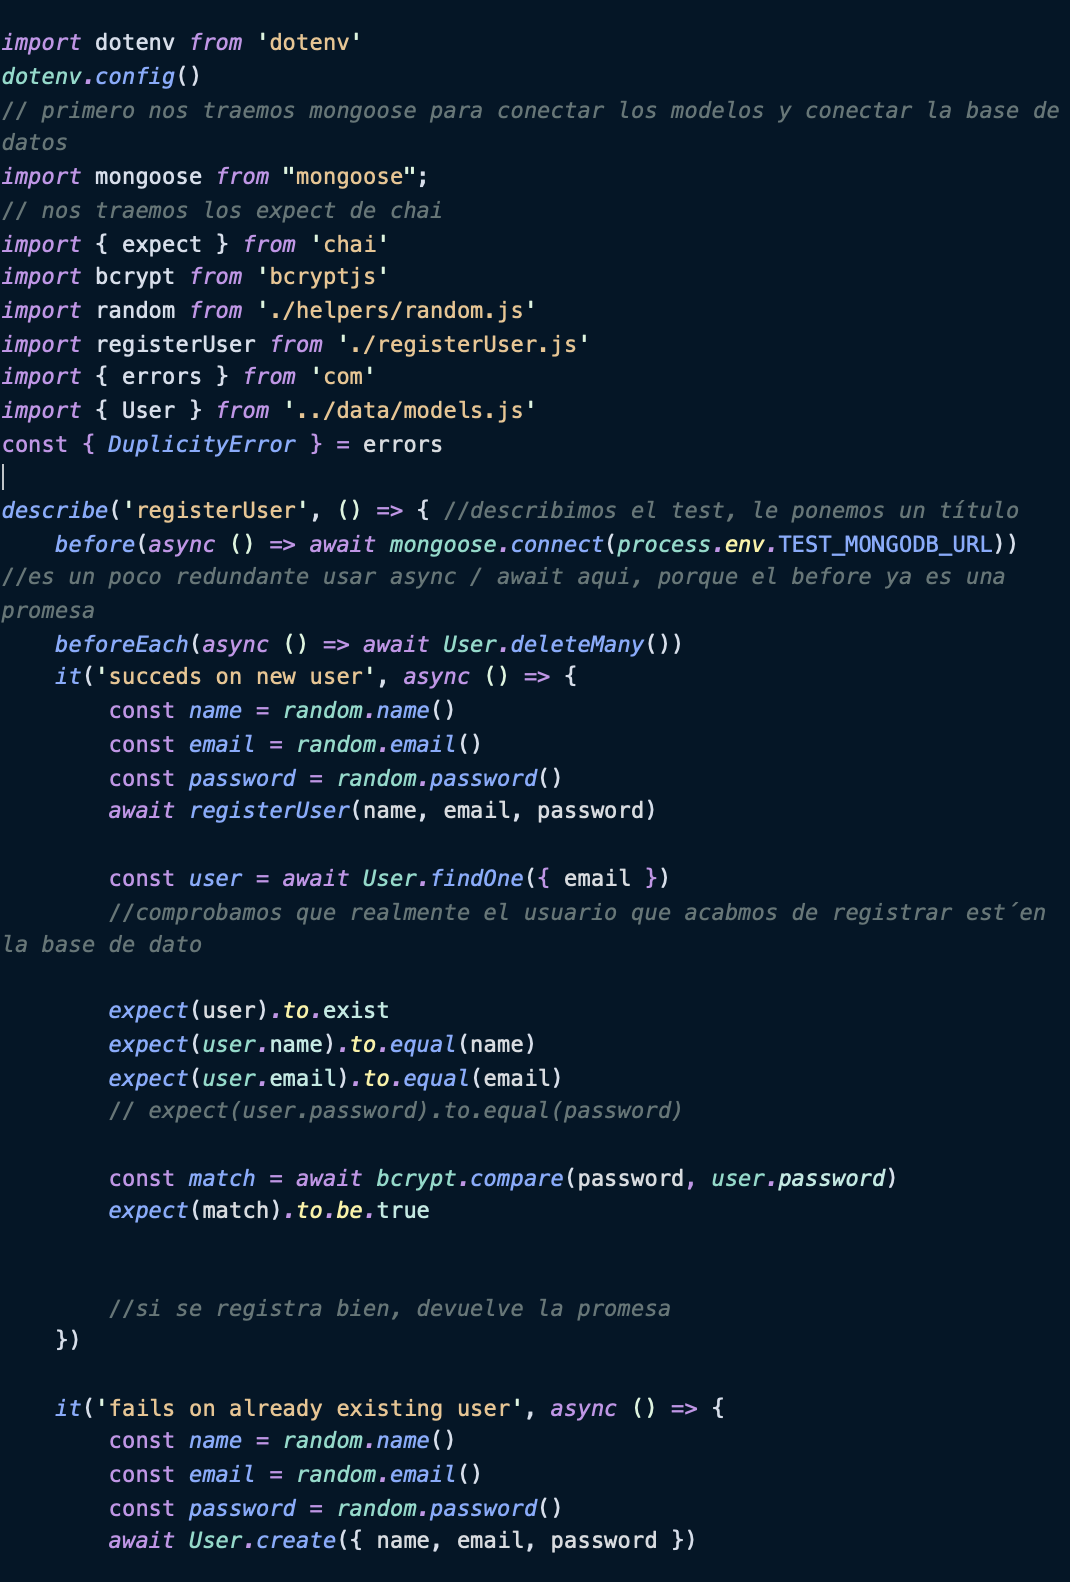 import dotenv from 'dotenv'
dotenv.config()
// primero nos traemos mongoose para conectar los modelos y conectar la base de
datos
import mongoose from "mongoose";
// nos traemos los expect de chai
import { expect } from 'chai'
import bcrypt from 'bcryptjs'
import random from './helpers/random.js'
import registerUser from './registerUser.js'
import { errors } from 'com'
import { User } from '../data/models.js'
const { DuplicityError } = errors

describe('registerUser', () => { //describimos el test, le ponemos un título
    before(async () => await mongoose.connect(process.env.TEST_MONGODB_URL))
//es un poco redundante usar async / await aqui, porque el before ya es una
promesa
    beforeEach(async () => await User.deleteMany())
    it('succeds on new user', async () => {
        const name = random.name()
        const email = random.email()
        const password = random.password()
        await registerUser(name, email, password)

        const user = await User.findOne({ email })
        //comprobamos que realmente el usuario que acabmos de registrar est´en
la base de dato

        expect(user).to.exist
        expect(user.name).to.equal(name)
        expect(user.email).to.equal(email)
        // expect(user.password).to.equal(password)

        const match = await bcrypt.compare(password, user.password)
        expect(match).to.be.true


        //si se registra bien, devuelve la promesa
    })

    it('fails on already existing user', async () => {
        const name = random.name()
        const email = random.email()
        const password = random.password()
        await User.create({ name, email, password })